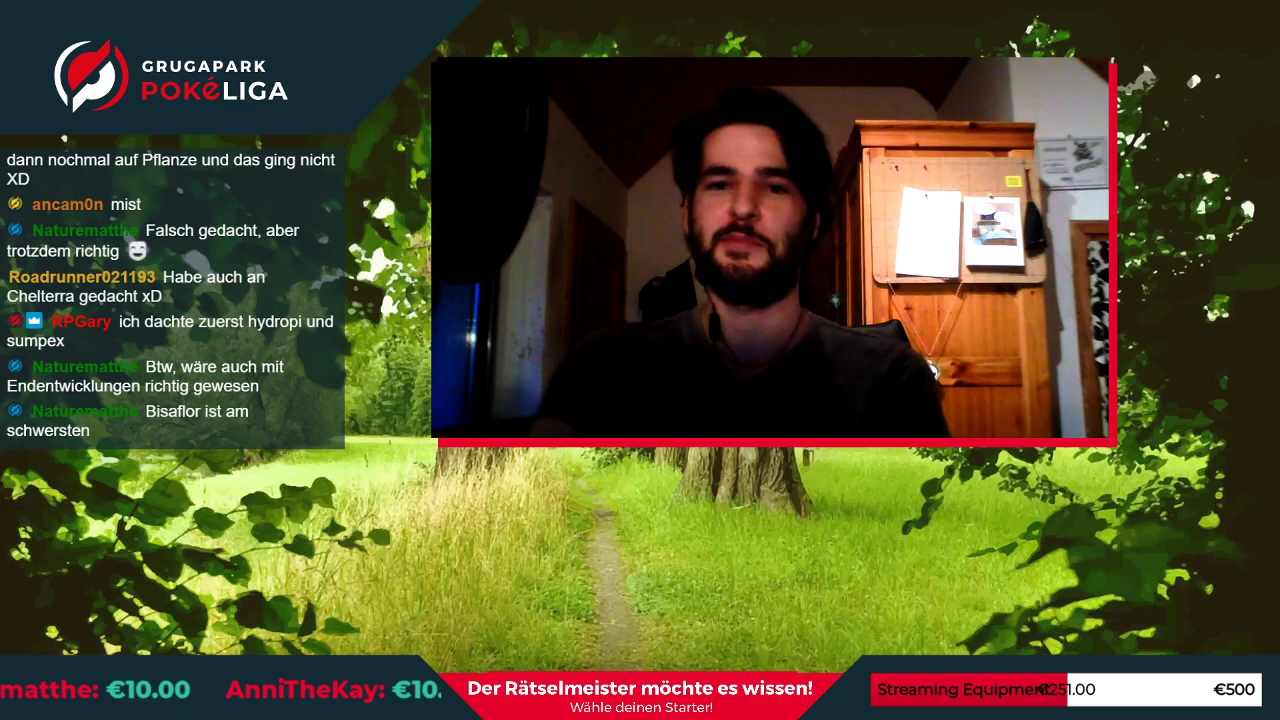 GRUGAPARK
POKéLIGA
dann nochmal auf Pflanze und das ging nicht
XD
ancam0n mist
Naturematthe Falsch gedacht, aber
trotzdem richtig
Roadrunner021193 Habe auch an
Chelterra gedacht xD
RPGary ich dachte zuerst hydropi und
sumpex
Naturematthe Btw, wäre auch mit
Endentwicklungen richtig gewesen
Naturematthe Bisaflor ist am
schwersten
matthe: €10.00 AnniTheKay: €10.
Der Rätselmeister möchte es wissen!
Wähle deinen Starter!
Streaming Equipment €251.00 €500